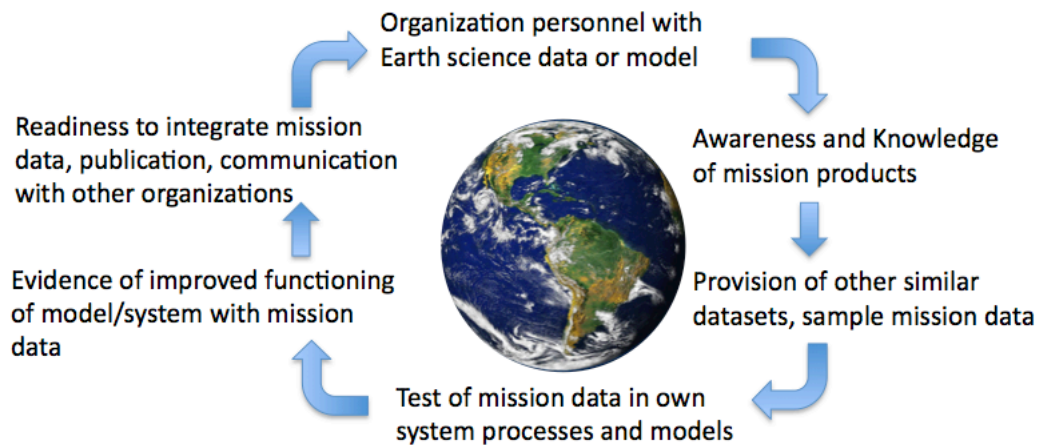 Organization personnel with
Earth science data or model
Awareness and Knowledge
of mission products
Provision of other similar
datasets, sample mission data
Test of mission data in own
system processes and models
Evidence of improved functioning
of model/system with mission
data
Readiness to integrate mission
data, publication, communication
with other organizations